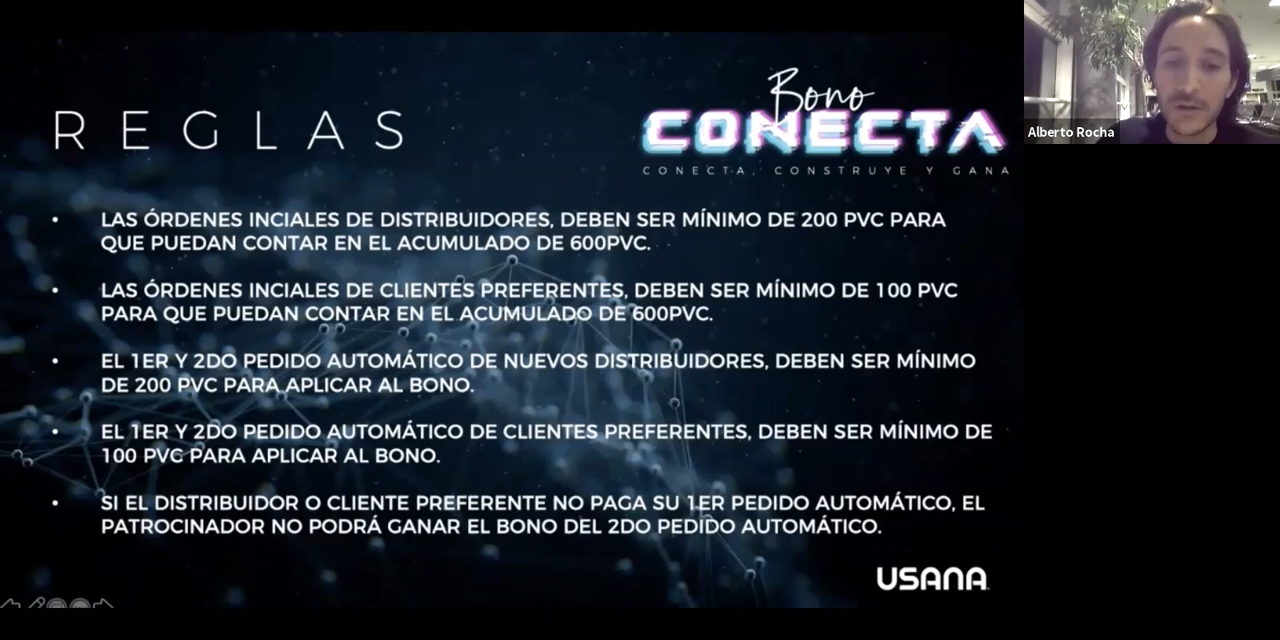 REGLAS
Bono
CONECTA
CONECTA, CONSTRUYE Y GANA
Alberto Rocha
• LAS ÓRDENES INCIALES DE DISTRIBUIDORES, DEBEN SER MÍNIMO DE 200 PVC PARA
QUE PUEDAN CONTAR EN EL ACUMULADO DE 600PVC.
• LAS ÓRDENES INCIALES DE CLIENTES PREFERENTES, DEBEN SER MÍNIMO DE 100 PVC
PARA QUE PUEDAN CONTAR EN EL ACUMULADO DE 600PVC.
• EL 1ER Y 2DO PEDIDO AUTOMÁTICO DE NUEVOS DISTRIBUIDORES, DEBEN SER MÍNIMO
DE 200 PVC PARA APLICAR AL BONO.
• EL 1ER Y 2DO PEDIDO AUTOMÁTICO DE CLIENTES PREFERENTES, DEBEN SER MÍNIMO DE
100 PVC PARA APLICAR AL BONO.
• SI EL DISTRIBUIDOR O CLIENTE PREFERENTE NO PAGA SU 1ER PEDIDO AUTOMÁTICO, EL
PATROCINADOR NO PODRÁ GANAR EL BONO DEL 2DO PEDIDO AUTOMÁTICO.
USANA